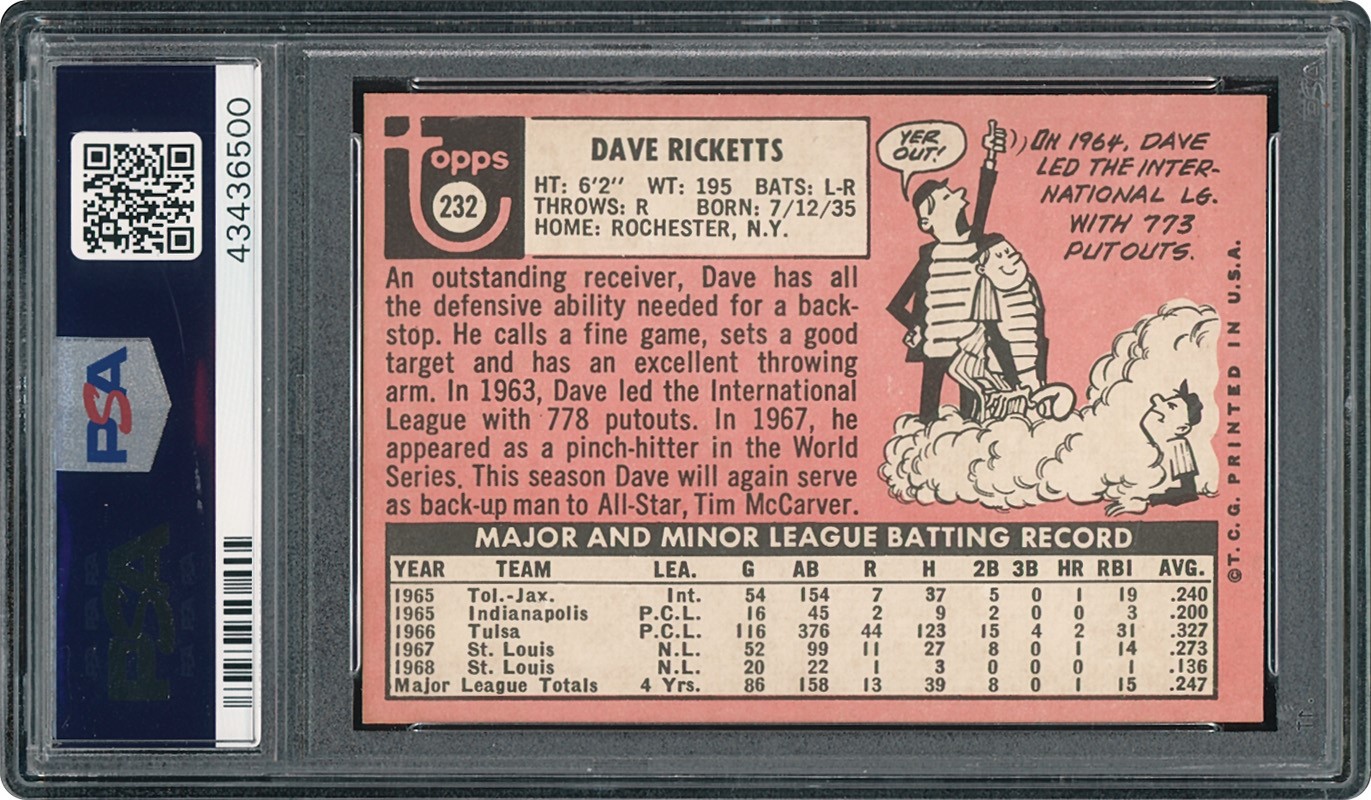 43436500
PSA
PSA
topps
232
DAVE RICKETTS
HT: 6'2'' WT: 195 BATS: L-R
THROWS: R BORN: 7/12/35
HOME: ROCHESTER, N.Y.
YER
OUT!
IN 1964, DAVE
LED THE INTER-
NATIONAL LG.
WITH 773
PUTOUTS.
An outstanding receiver, Dave has all
the defensive ability needed for a back-
stop. He calls a fine game, sets a good
target and has an excellent throwing
arm. In 1963, Dave led the International
League with 778 putouts. In 1967, he
appeared as a pinch-hitter in the World
Series. This season Dave will again serve
as back-up man to All-Star, Tim McCarver.
©T.C.G. PRINTED IN U.S.A.
MAJOR AND MINOR LEAGUE BATTING RECORD
YEAR TEAM LEA. G AB R H 2B 3B HR RBI AVG.
1965 Tol.-Jax. Int. 54 154 7 37 5 0 1 19 .240
1965 Indianapolis P.C.L. 16 45 2 9 2 0 0 3 .200
1966 Tulsa P.C.L. 116 376 44 123 15 4 2 31 .327
1967 St. Louis N.L. 52 99 11 27 8 0 1 14 .273
1968 St. Louis N.L. 20 22 1 3 0 0 0 1 .136
Major League Totals 4 Yrs. 86 158 13 39 8 0 1 15 .247
PSA